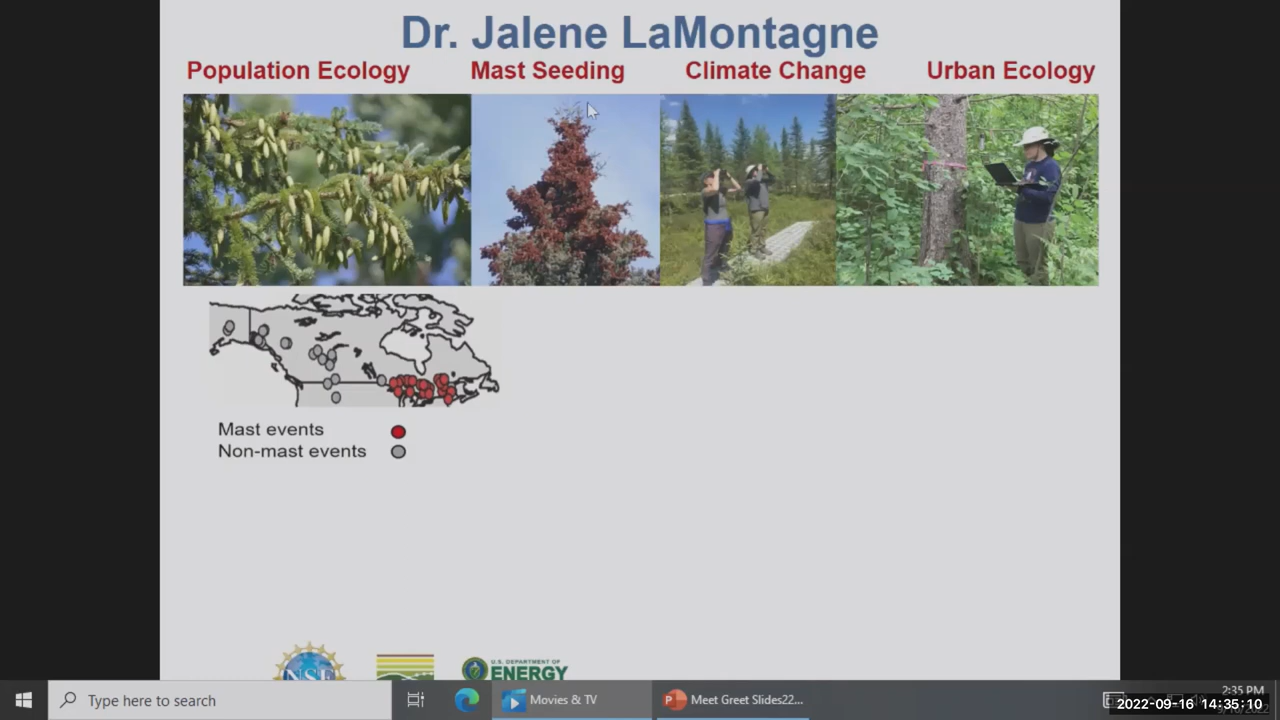 Dr. Jalene LaMontagne
Population Ecology Mast Seeding Climate Change Urban Ecology
Mast events
Non-mast events
NSF
U.S. DEPARTMENT OF
ENERGY
Type here to search
Movies & TV
Meet Greet Slides22...
2:35 PM
2022-09-16 14:35:10